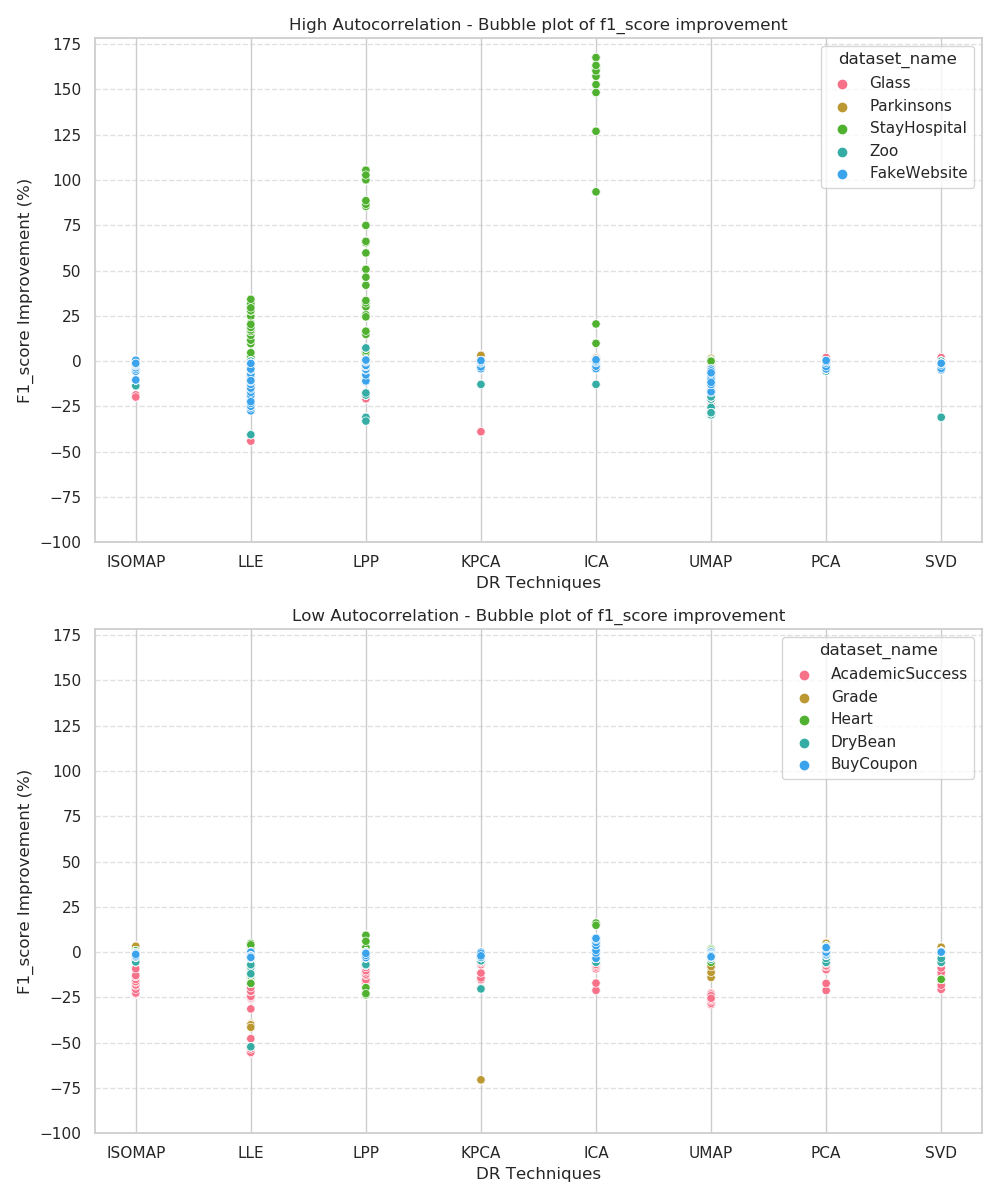 High Autocorrelation - Bubble plot of f1_score improvement
F1_score Improvement (%)
175
150
125
100
75
50
25
0
−25
−50
−75
−100
dataset_name
Glass
Parkinsons
StayHospital
Zoo
FakeWebsite
ISOMAP LLE LPP KPCA ICA UMAP PCA SVD
DR Techniques
Low Autocorrelation - Bubble plot of f1_score improvement
F1_score Improvement (%)
175
150
125
100
75
50
25
0
−25
−50
−75
−100
dataset_name
AcademicSuccess
Grade
Heart
DryBean
BuyCoupon
ISOMAP LLE LPP KPCA ICA UMAP PCA SVD
DR Techniques